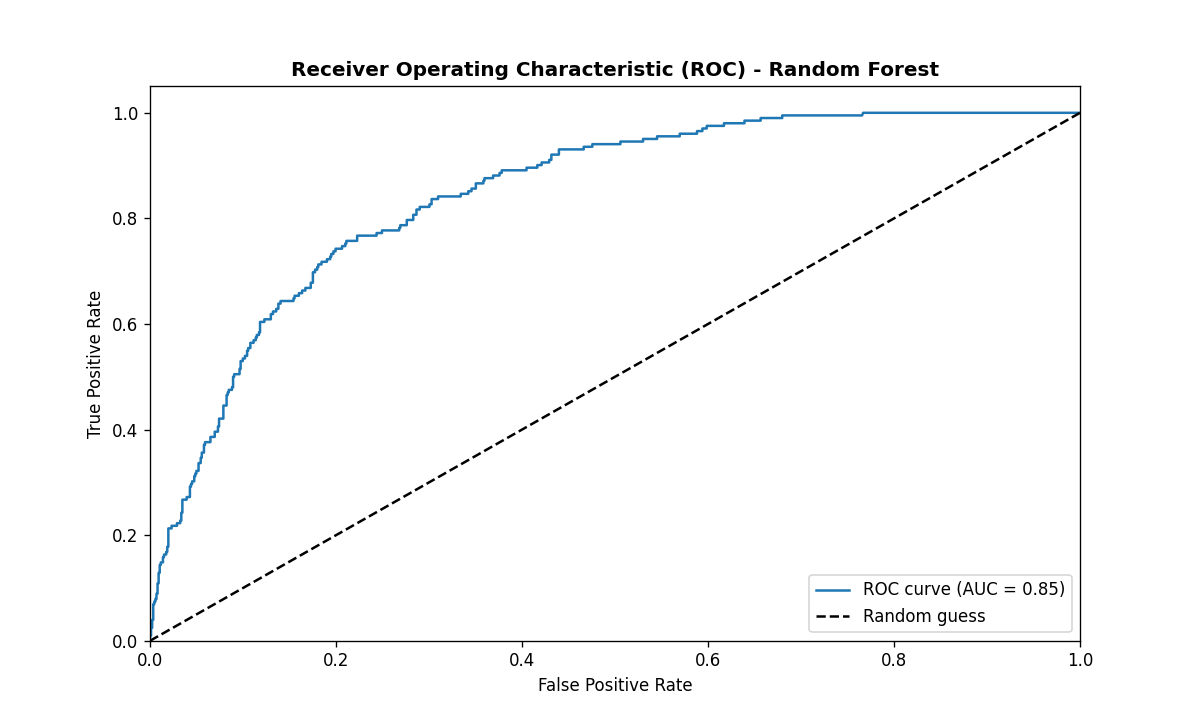 Receiver Operating Characteristic (ROC) - Random Forest
True Positive Rate
1.0
0.8
0.6
0.4
0.2
0.0
0.0 0.2 0.4 0.6 0.8 1.0
False Positive Rate
ROC curve (AUC = 0.85)
Random guess